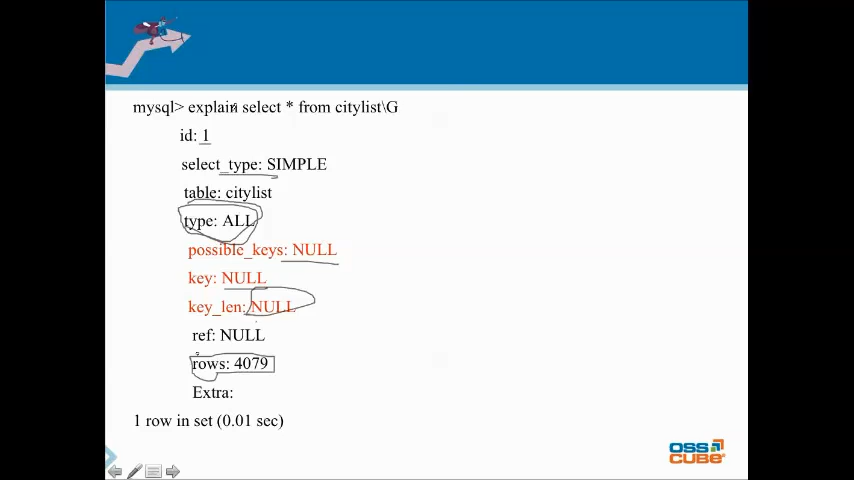 mysql> explain select * from citylist\G
id: 1
select_type: SIMPLE
table: citylist
type: ALL
possible_keys: NULL
key: NULL
key_len: NULL
ref: NULL
rows: 4079
Extra:
1 row in set (0.01 sec)
OSS
CUBE